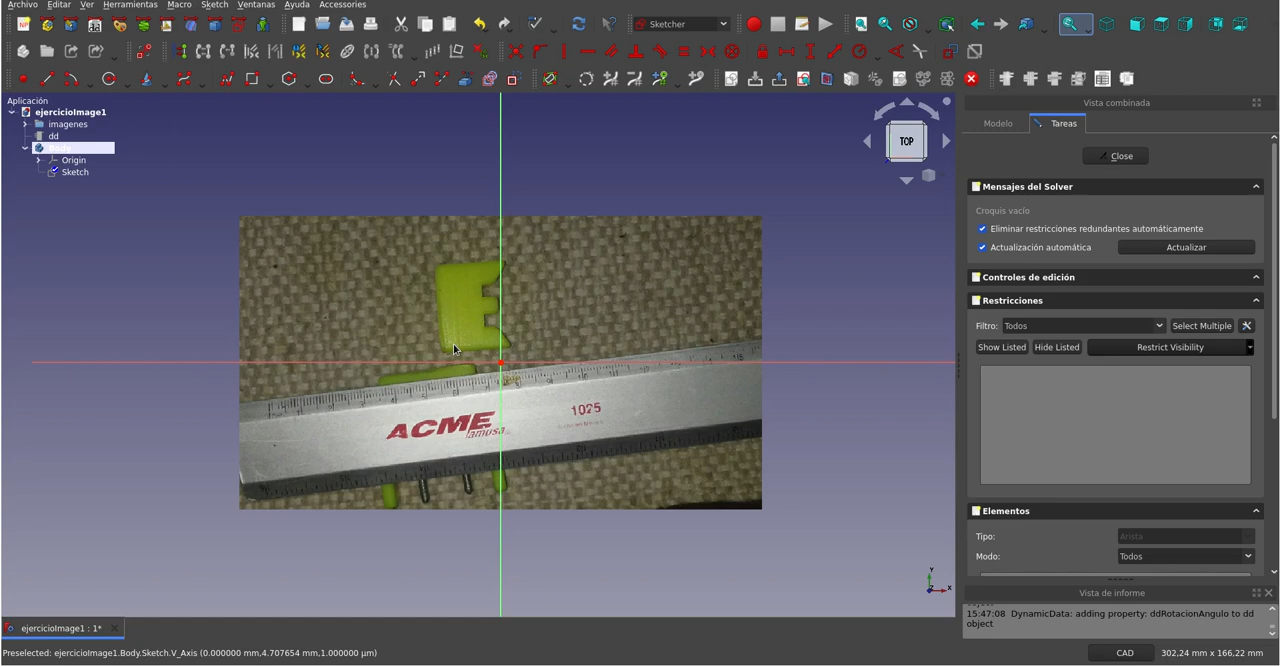 Archivo Editar Ver Herramientas Macro Sketch Ventanas Ayuda Accessories
Sketcher
Aplicación
ejercicioImage1
imagenes
dd
Body
Origin
Sketch
TOP
ACME
lamusa
1025
Y
Z X
Vista combinada
Modelo Tareas
Close
Mensajes del Solver
Croquis vacío
Eliminar restricciones redundantes automáticamente
Actualización automática Actualizar
Controles de edición
Restricciones
Filtro: Todos Select Multiple
Show Listed Hide Listed Restrict Visibility
Elementos
Tipo: Arista
Modo: Todos
Vista de informe
15:47:08 DynamicData: adding property: ddRotacionAngulo to dd
object
ejercicioImage1 : 1*
Preselected: ejercicioImage1.Body.Sketch.V_Axis (0.000000 mm,4.707654 mm,1.000000 µm)
CAD 302,24 mm x 166,22 mm